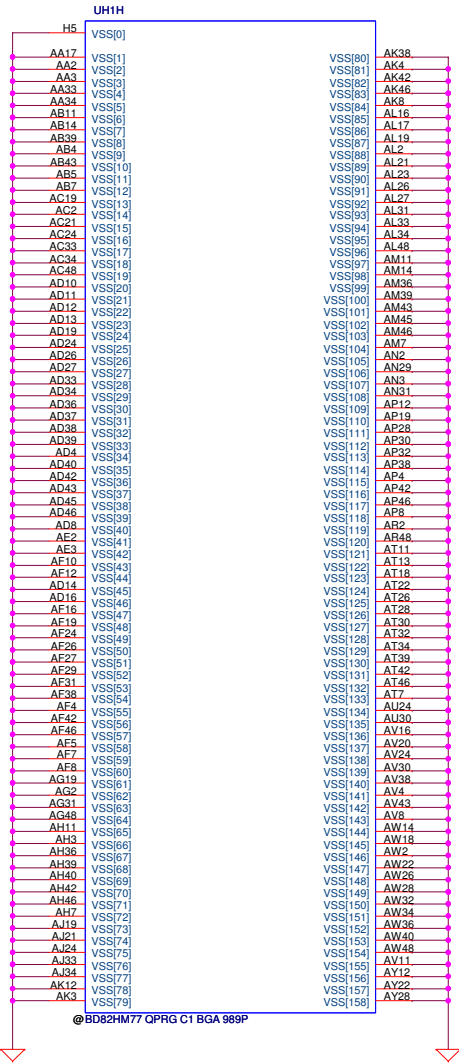 UH1H
H5 VSS[0]
AA17 VSS[1] VSS[80] AK38
AA2 VSS[2] VSS[81] AK4
AA3 VSS[3] VSS[82] AK42
AA33 VSS[4] VSS[83] AK46
AA34 VSS[5] VSS[84] AK8
AB11 VSS[6] VSS[85] AL16
AB14 VSS[7] VSS[86] AL17
AB39 VSS[8] VSS[87] AL19
AB4 VSS[9] VSS[88] AL2
AB43 VSS[10] VSS[89] AL21
AB5 VSS[11] VSS[90] AL23
AB7 VSS[12] VSS[91] AL26
AC19 VSS[13] VSS[92] AL27
AC2 VSS[14] VSS[93] AL31
AC21 VSS[15] VSS[94] AL33
AC24 VSS[16] VSS[95] AL34
AC33 VSS[17] VSS[96] AL48
AC34 VSS[18] VSS[97] AM11
AC48 VSS[19] VSS[98] AM14
AD10 VSS[20] VSS[99] AM36
AD11 VSS[21] VSS[100] AM39
AD12 VSS[22] VSS[101] AM43
AD13 VSS[23] VSS[102] AM45
AD19 VSS[24] VSS[103] AM46
AD24 VSS[25] VSS[104] AM7
AD26 VSS[26] VSS[105] AN2
AD27 VSS[27] VSS[106] AN29
AD33 VSS[28] VSS[107] AN3
AD34 VSS[29] VSS[108] AN31
AD36 VSS[30] VSS[109] AP12
AD37 VSS[31] VSS[110] AP19
AD38 VSS[32] VSS[111] AP28
AD39 VSS[33] VSS[112] AP30
AD4 VSS[34] VSS[113] AP32
AD40 VSS[35] VSS[114] AP38
AD42 VSS[36] VSS[115] AP4
AD43 VSS[37] VSS[116] AP42
AD45 VSS[38] VSS[117] AP46
AD46 VSS[39] VSS[118] AP8
AD8 VSS[40] VSS[119] AR2
AE2 VSS[41] VSS[120] AR48
AE3 VSS[42] VSS[121] AT11
AF10 VSS[43] VSS[122] AT13
AF12 VSS[44] VSS[123] AT18
AD14 VSS[45] VSS[124] AT22
AD16 VSS[46] VSS[125] AT26
AF16 VSS[47] VSS[126] AT28
AF19 VSS[48] VSS[127] AT30
AF24 VSS[49] VSS[128] AT32
AF26 VSS[50] VSS[129] AT34
AF27 VSS[51] VSS[130] AT39
AF29 VSS[52] VSS[131] AT42
AF31 VSS[53] VSS[132] AT46
AF38 VSS[54] VSS[133] AT7
AF4 VSS[55] VSS[134] AU24
AF42 VSS[56] VSS[135] AU30
AF46 VSS[57] VSS[136] AV16
AF5 VSS[58] VSS[137] AV20
AF7 VSS[59] VSS[138] AV24
AF8 VSS[60] VSS[139] AV30
AG19 VSS[61] VSS[140] AV38
AG2 VSS[62] VSS[141] AV4
AG31 VSS[63] VSS[142] AV43
AG48 VSS[64] VSS[143] AV8
AH11 VSS[65] VSS[144] AW14
AH3 VSS[66] VSS[145] AW18
AH36 VSS[67] VSS[146] AW2
AH39 VSS[68] VSS[147] AW22
AH40 VSS[69] VSS[148] AW26
AH42 VSS[70] VSS[149] AW28
AH46 VSS[71] VSS[150] AW32
AH7 VSS[72] VSS[151] AW34
AJ19 VSS[73] VSS[152] AW36
AJ21 VSS[74] VSS[153] AW40
AJ24 VSS[75] VSS[154] AW48
AJ33 VSS[76] VSS[155] AV11
AJ34 VSS[77] VSS[156] AY12
AK12 VSS[78] VSS[157] AY22
AK3 VSS[79] VSS[158] AY28
@BD82HM77 QPRG C1 BGA 989P